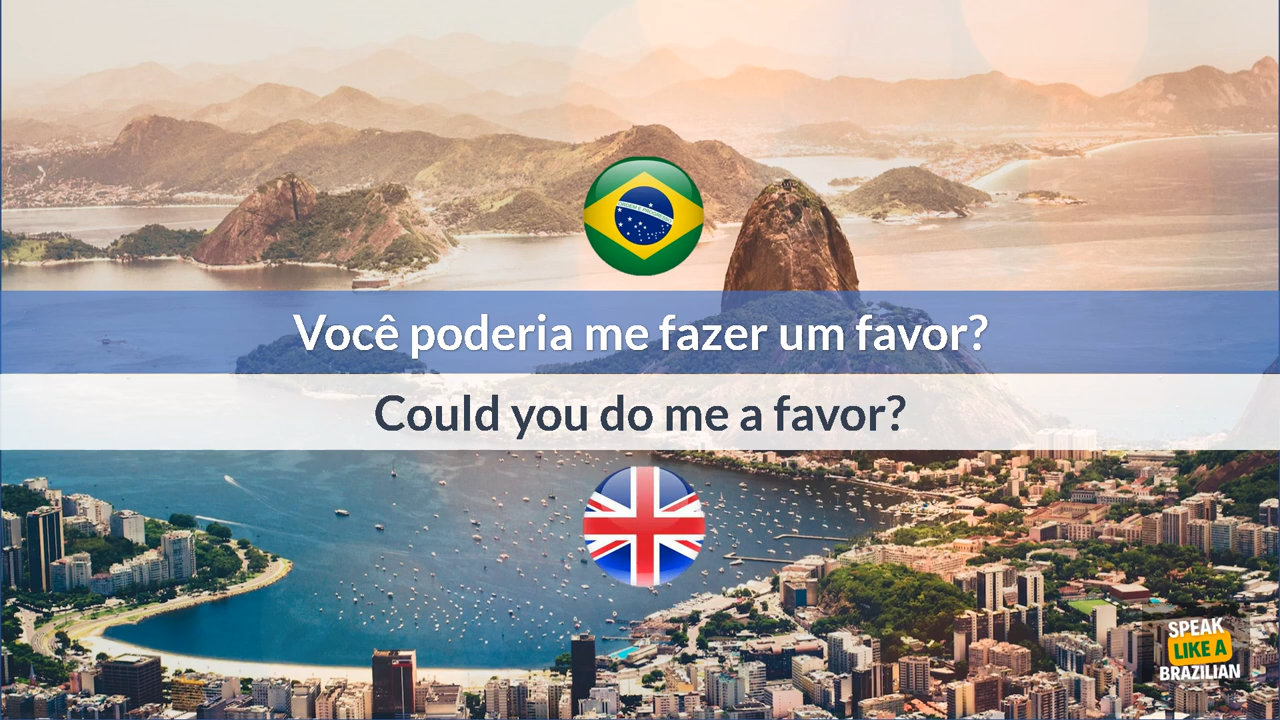 Você poderia me fazer um favor?
Could you do me a favor?
SPEAK
LIKE A
BRAZILIAN